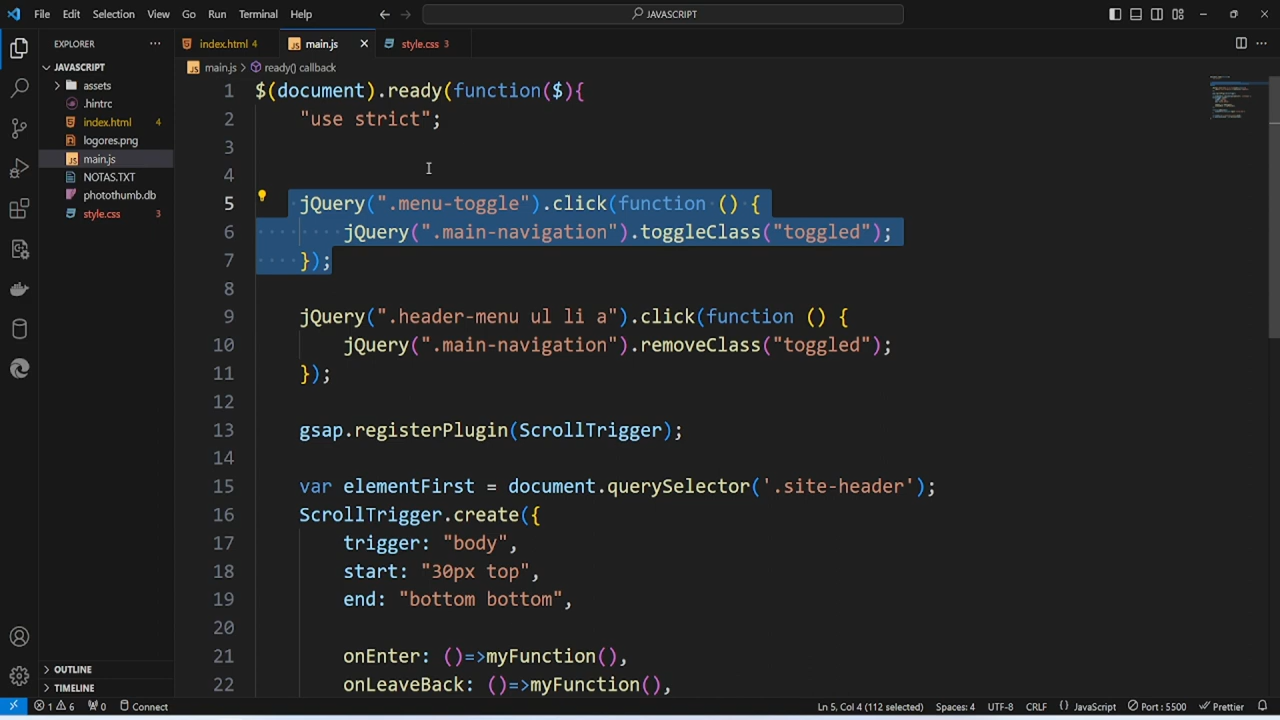 File Edit Selection View Go Run Terminal Help
JAVASCRIPT
EXPLORER
JAVASCRIPT
assets
.hintrc
index.html 4
logores.png
main.js
NOTAS.TXT
photothumb.db
style.css 3
OUTLINE
TIMELINE
index.html 4 main.js style.css 3
main.js > ready() callback
1 $(document).ready(function($){
2 "use strict";
3
4
5 jQuery(".menu-toggle").click(function () {
6 jQuery(".main-navigation").toggleClass("toggled");
7 });
8
9 jQuery(".header-menu ul li a").click(function () {
10 jQuery(".main-navigation").removeClass("toggled");
11 });
12
13 gsap.registerPlugin(ScrollTrigger);
14
15 var elementFirst = document.querySelector('.site-header');
16 ScrollTrigger.create({
17 trigger: "body",
18 start: "30px top",
19 end: "bottom bottom",
20
21 onEnter: ()=>myFunction(),
22 onLeaveBack: ()=>myFunction(),
1 6 0 Connect Ln 5, Col 4 (112 selected) Spaces: 4 UTF-8 CRLF {} JavaScript Port : 5500 Prettier